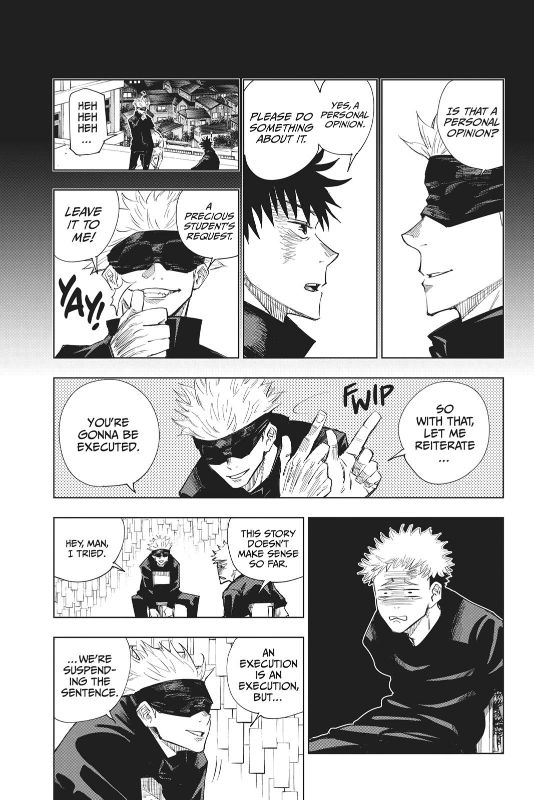 IS THAT A
PERSONAL
OPINION?
YES, A
PERSONAL
OPINION.
PLEASE DO
SOMETHING
ABOUT IT.
HEH
HEH
HEH
...
A
PRECIOUS
STUDENT'S
REQUEST.
LEAVE
IT TO
ME!
YAY!
SO
WITH THAT,
LET ME
REITERATE
...
FWIP
YOU'RE
GONNA BE
EXECUTED.
THIS STORY
DOESN'T
MAKE SENSE
SO FAR.
HEY, MAN,
I TRIED.
AN
EXECUTION
IS AN
EXECUTION,
BUT...
...WE'RE
SUSPEND-
ING THE
SENTENCE.